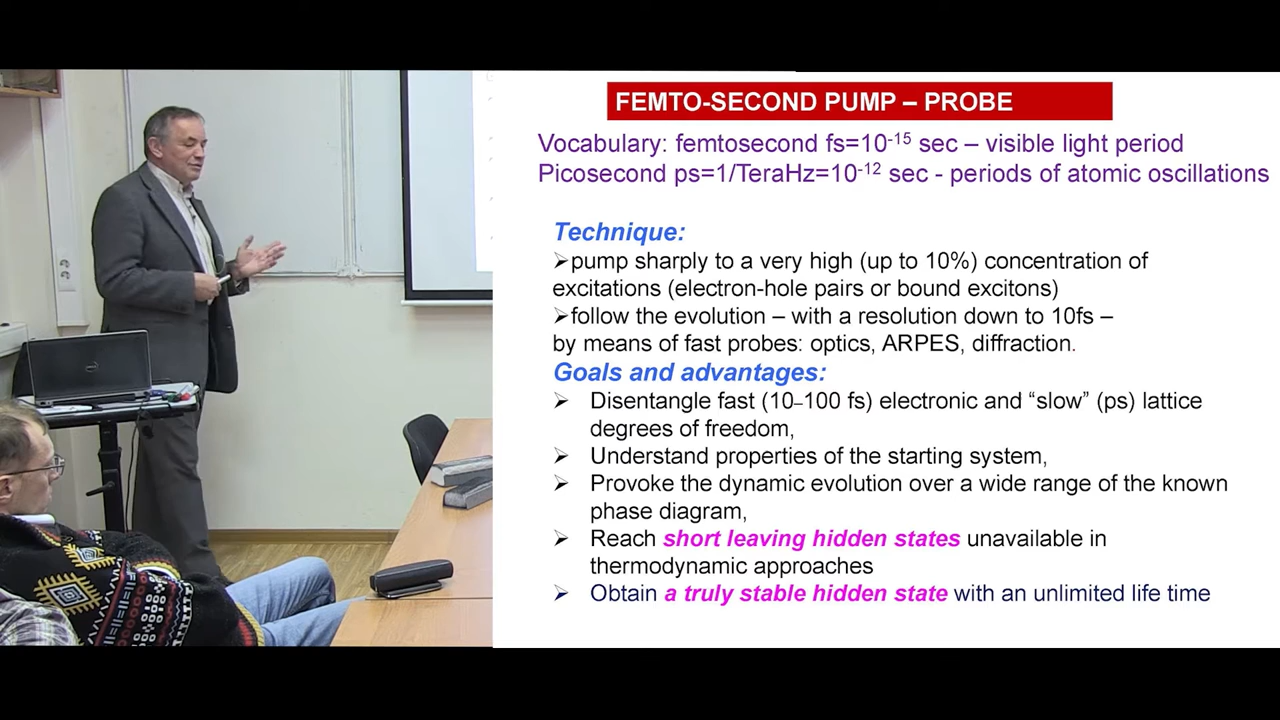 FEMTO-SECOND PUMP – PROBE
Vocabulary: femtosecond fs=10⁻¹⁵ sec – visible light period
Picosecond ps=1/TeraHz=10⁻¹² sec - periods of atomic oscillations
Technique:
➢pump sharply to a very high (up to 10%) concentration of
excitations (electron-hole pairs or bound excitons)
➢follow the evolution – with a resolution down to 10fs –
by means of fast probes: optics, ARPES, diffraction.
Goals and advantages:
➢ Disentangle fast (10–100 fs) electronic and “slow” (ps) lattice
degrees of freedom,
➢ Understand properties of the starting system,
➢ Provoke the dynamic evolution over a wide range of the known
phase diagram,
➢ Reach short leaving hidden states unavailable in
thermodynamic approaches
➢ Obtain a truly stable hidden state with an unlimited life time